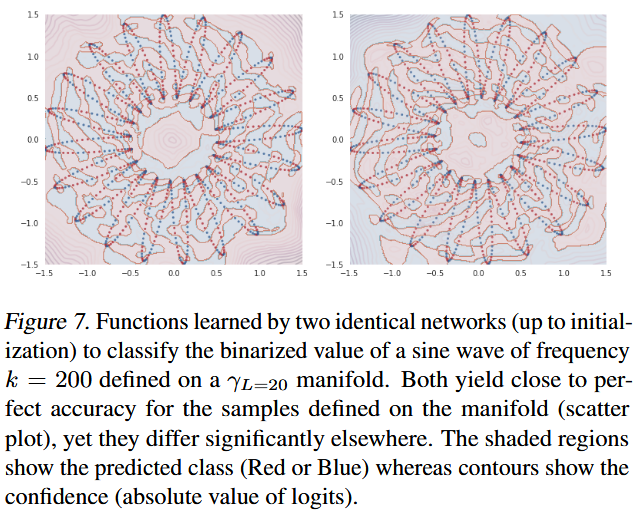 1.5
1.0
0.5
0.0
−0.5
−1.0
−1.5
−1.5 −1.0 −0.5 0.0 0.5 1.0 1.5
1.5
1.0
0.5
0.0
−0.5
−1.0
−1.5
−1.5 −1.0 −0.5 0.0 0.5 1.0 1.5
Figure 7. Functions learned by two identical networks (up to initial-
ization) to classify the binarized value of a sine wave of frequency
k = 200 defined on a γL=20 manifold. Both yield close to per-
fect accuracy for the samples defined on the manifold (scatter
plot), yet they differ significantly elsewhere. The shaded regions
show the predicted class (Red or Blue) whereas contours show the
confidence (absolute value of logits).